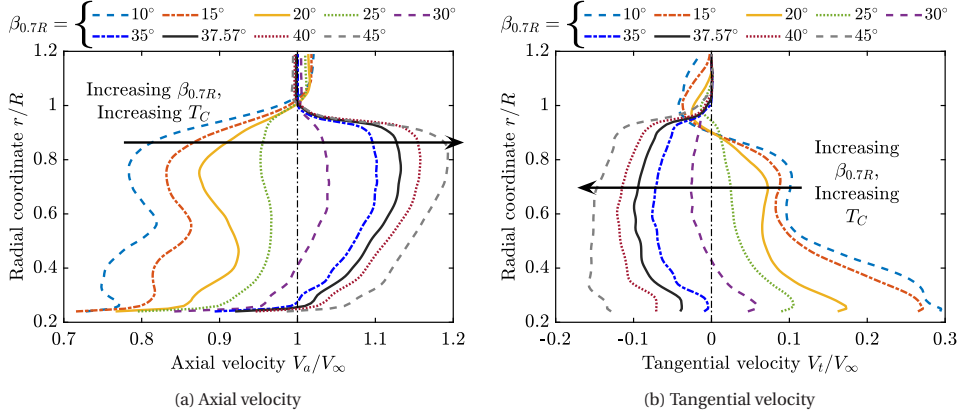 β0.7R = { 10° 15° 20° 25° 30°
35° 37.57° 40° 45°
1.2
1
0.8
0.6
0.4
0.2
Radial coordinate r/R
Increasing β0.7R,
Increasing TC
0.7 0.8 0.9 1 1.1 1.2
Axial velocity Va/V∞
(a) Axial velocity
β0.7R = { 10° 15° 20° 25° 30°
35° 37.57° 40° 45°
1.2
1
0.8
0.6
0.4
0.2
Radial coordinate r/R
Increasing
β0.7R,
Increasing
TC
-0.2 -0.1 0 0.1 0.2 0.3
Tangential velocity Vt/V∞
(b) Tangential velocity